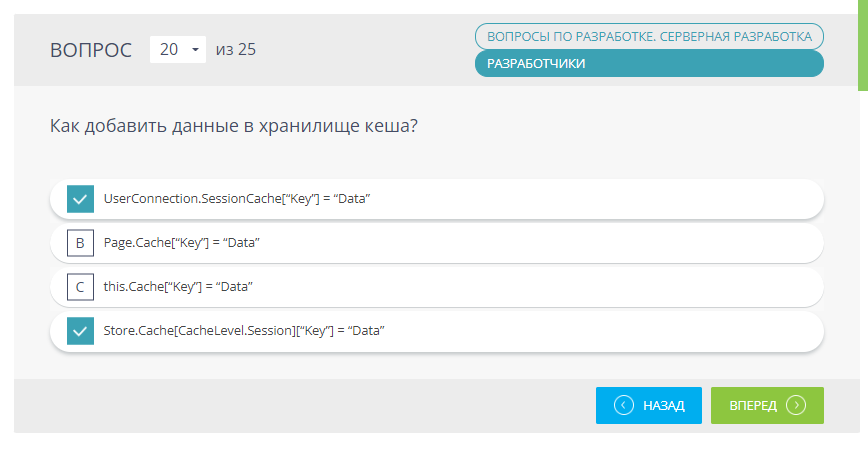 ВОПРОС 20 из 25
ВОПРОСЫ ПО РАЗРАБОТКЕ. СЕРВЕРНАЯ РАЗРАБОТКА
РАЗРАБОТЧИКИ
Как добавить данные в хранилище кеша?
UserConnection.SessionCache[“Key”] = “Data”
B Page.Cache[“Key”] = “Data”
C this.Cache[“Key”] = “Data”
Store.Cache[CacheLevel.Session][“Key”] = “Data”
НАЗАД ВПЕРЕД